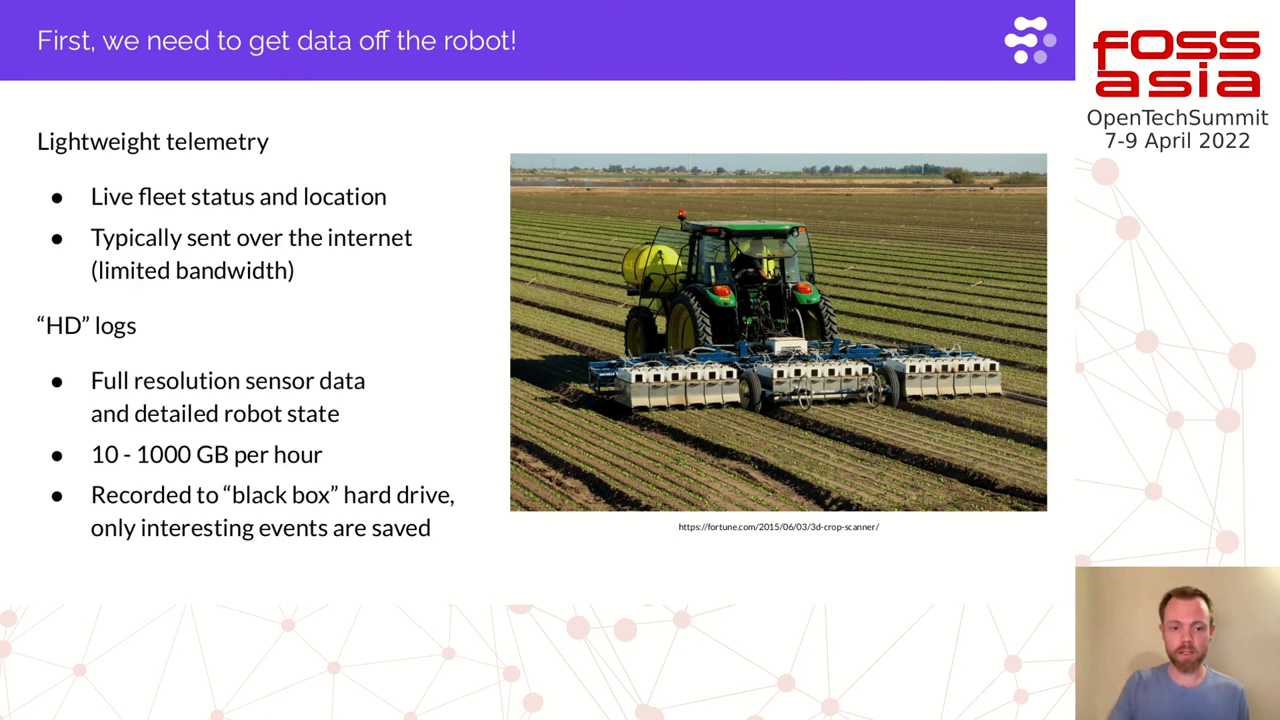 First, we need to get data off the robot!
Lightweight telemetry
● Live fleet status and location
● Typically sent over the internet
(limited bandwidth)
“HD” logs
● Full resolution sensor data
and detailed robot state
● 10 - 1000 GB per hour
● Recorded to “black box” hard drive,
only interesting events are saved
https://fortune.com/2015/06/03/3d-crop-scanner/
foss
asia
OpenTechSummit
7-9 April 2022